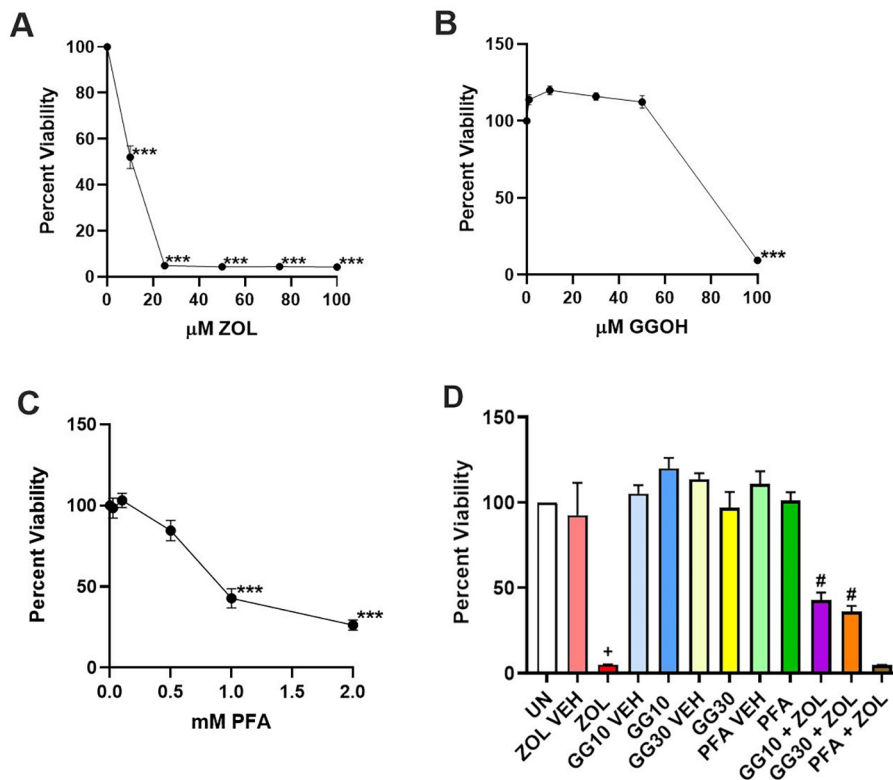 A
100
80
60
40
20
0
Percent Viability
***
***
***
***
***
0 20 40 60 80 100
μM ZOL
B
150
100
50
0
Percent Viability
***
0 20 40 60 80 100
μM GGOH
C
150
100
50
0
Percent Viability
***
***
0.0 0.5 1.0 1.5 2.0
mM PFA
D
150
100
50
0
Percent Viability
+
#
#
UN
ZOL VEH
ZOL
GG10 VEH
GG10
GG30 VEH
GG30
PFA VEH
PFA
GG10 + ZOL
GG30 + ZOL
PFA + ZOL